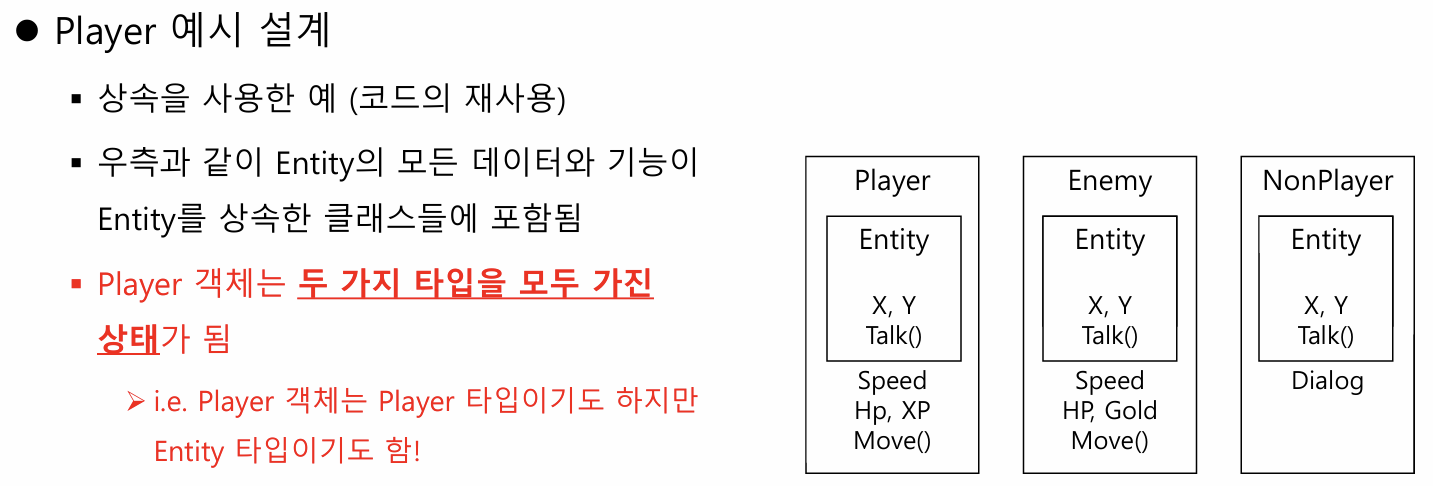 ● Player 예시 설계
▪ 상속을 사용한 예 (코드의 재사용)
▪ 우측과 같이 Entity의 모든 데이터와 기능이
Entity를 상속한 클래스들에 포함됨
▪ Player 객체는 두 가지 타입을 모두 가진
상태가 됨
➢ i.e. Player 객체는 Player 타입이기도 하지만
Entity 타입이기도 함!
Player
Entity
X, Y
Talk()
Speed
Hp, XP
Move()
Enemy
Entity
X, Y
Talk()
Speed
HP, Gold
Move()
NonPlayer
Entity
X, Y
Talk()
Dialog